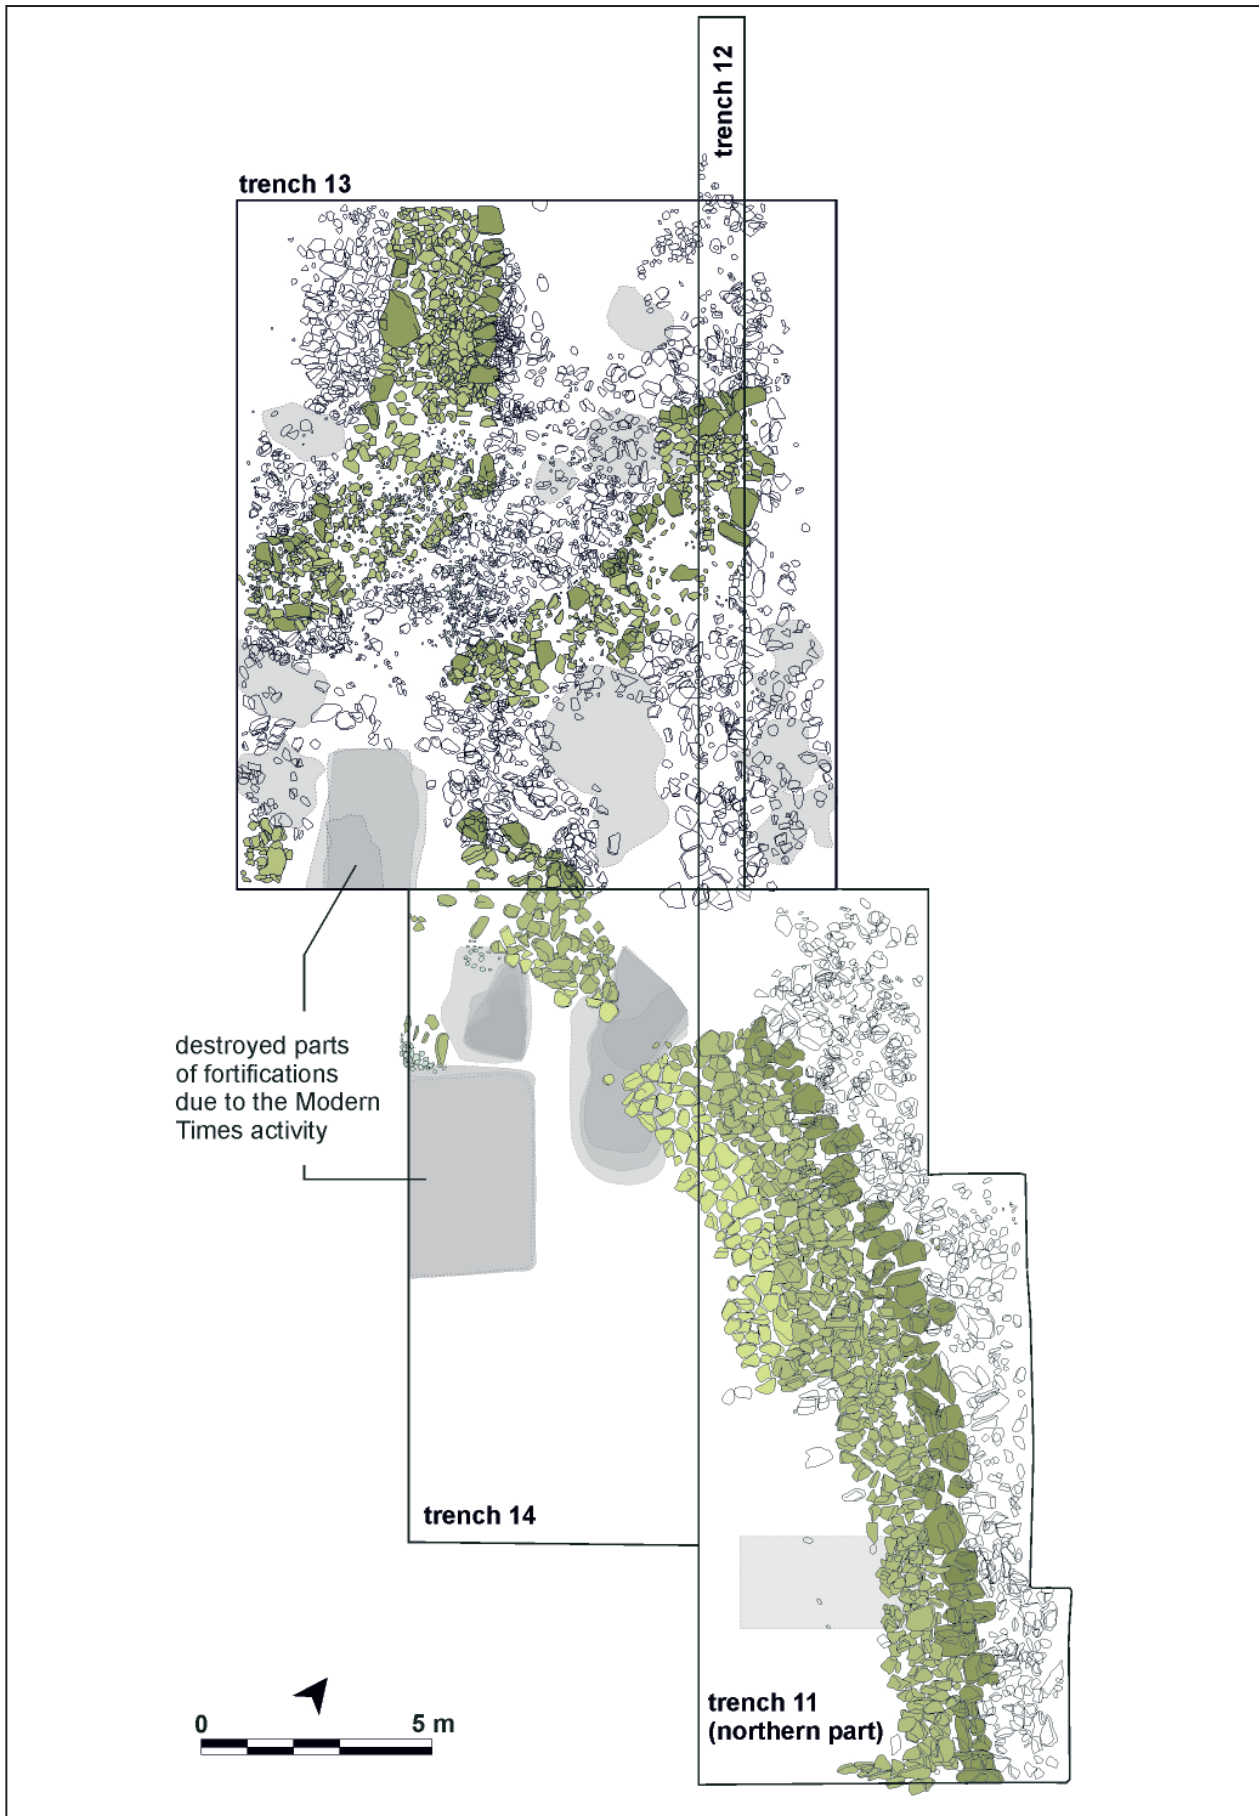 trench 12
trench 13
destroyed parts
of fortifications
due to the Modern
Times activity
trench 14
trench 11
(northern part)
0 5 m